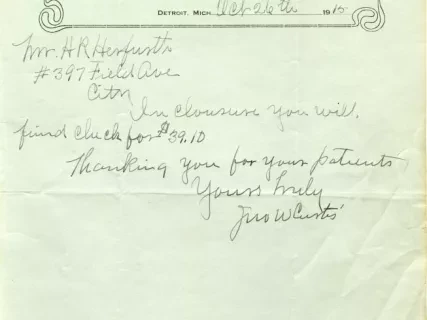 Detroit, Mich. Oct 26th 1915
Mr. H R Herfurth
#397 Field Ave
City
In closure you will
find check for $39.10
Thanking you for your patients
Yours truly
Jno W Curtis